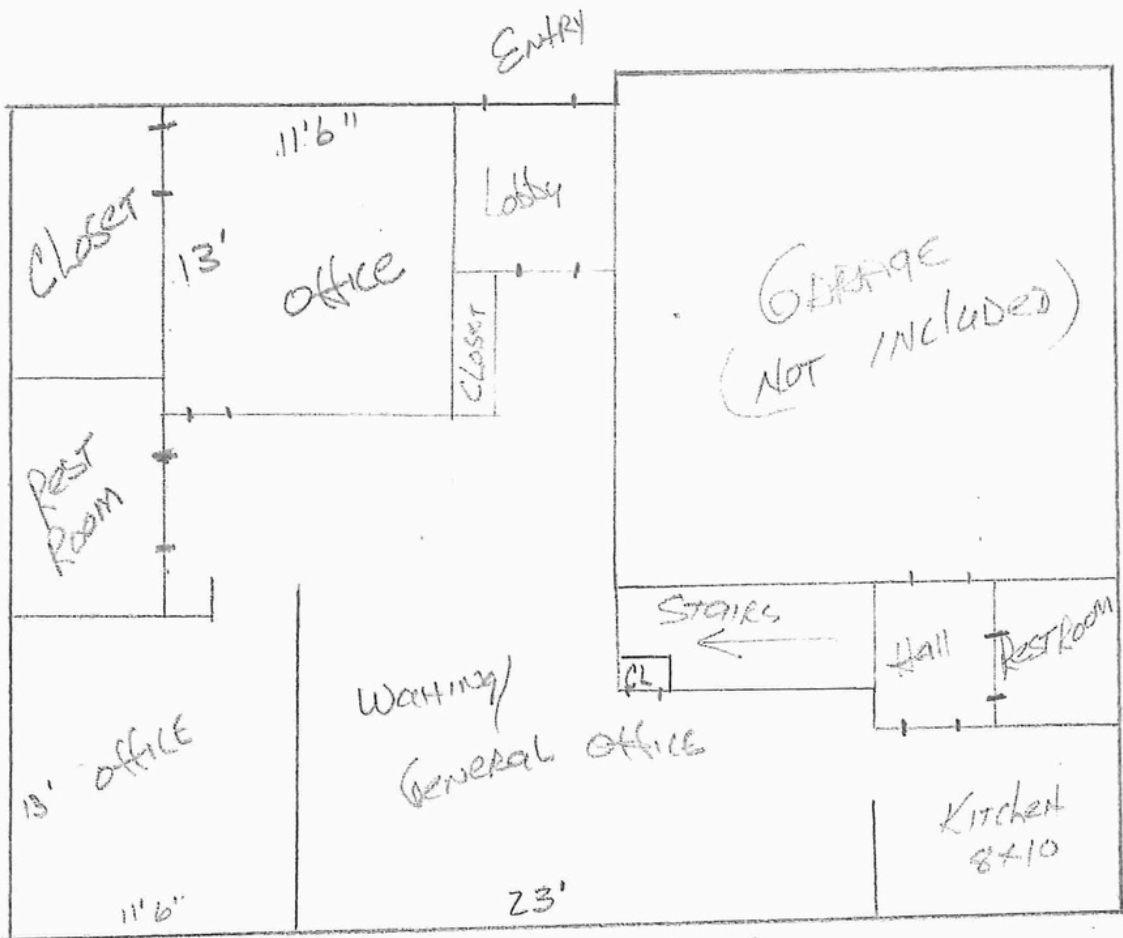 Entry
11'6"
Lobby
Closet
13'
office
Closet
GARAGE
(NOT INCLUDED)
REST
ROOM
STAIRS
CL
Hall
RESTROOM
Waiting/
General Office
13' office
Kitchen
8x10
11'6"
23'